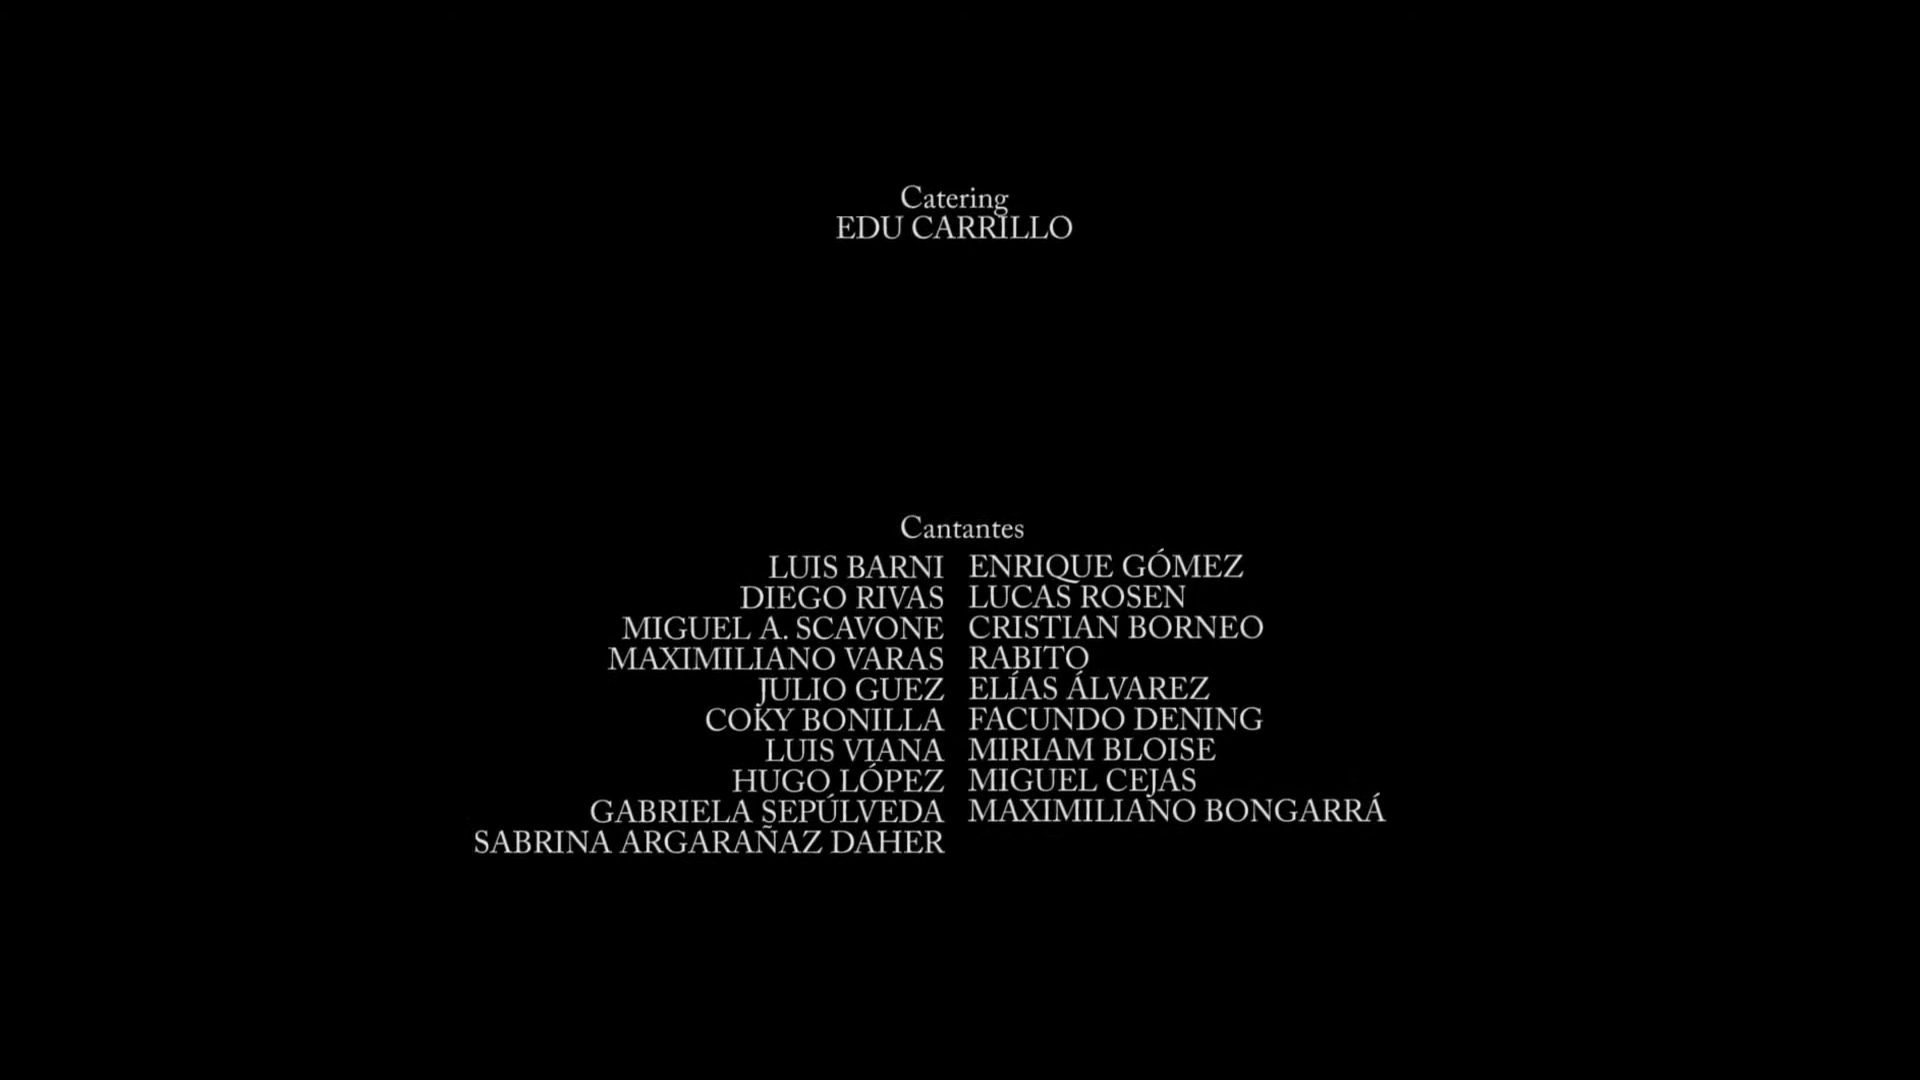 Catering
EDU CARRILLO
Cantantes
LUIS BARNI ENRIQUE GÓMEZ
DIEGO RIVAS LUCAS ROSEN
MIGUEL A. SCAVONE CRISTIAN BORNEO
MAXIMILIANO VARAS RABITO
JULIO GUEZ ELÍAS ÁLVAREZ
COKY BONILLA FACUNDO DENING
LUIS VIANA MIRIAM BLOISE
HUGO LÓPEZ MIGUEL CEJAS
GABRIELA SEPÚLVEDA MAXIMILIANO BONGARRÁ
SABRINA ARGARAÑAZ DAHER